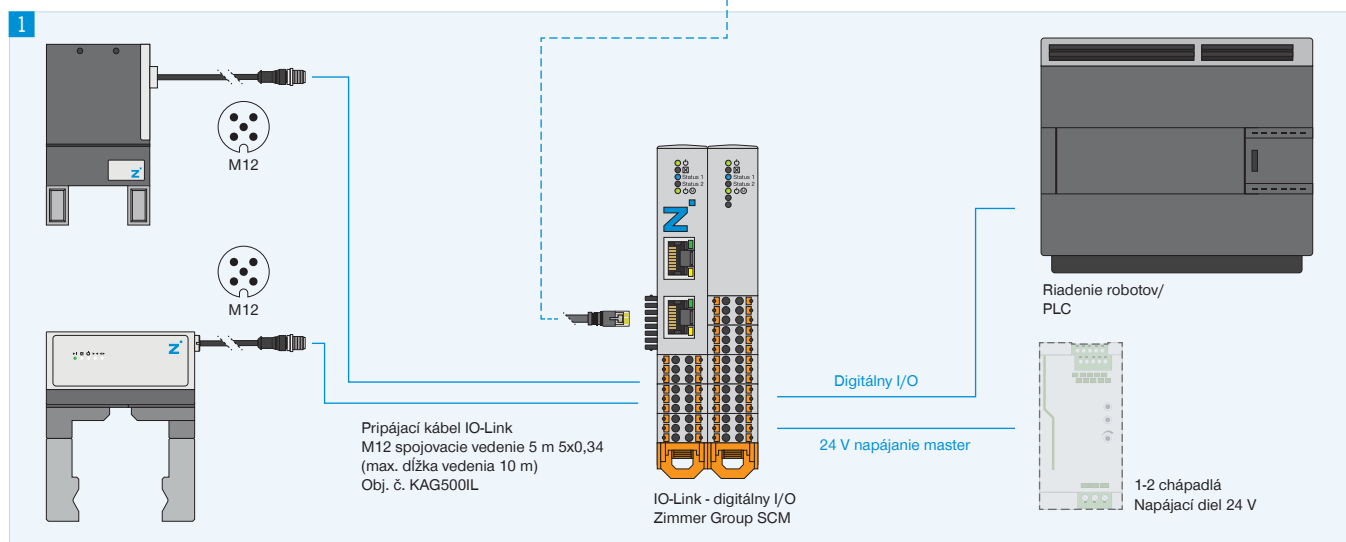 1
M12
M12
Pripájací kábel IO-Link
M12 spojovacie vedenie 5 m 5x0,34
(max. dĺžka vedenia 10 m)
Obj. č. KAG500IL
Status 1
Status 2
Status 1
Status 2
IO-Link - digitálny I/O
Zimmer Group SCM
Digitálny I/O
24 V napájanie master
Riadenie robotov/
PLC
1-2 chápadlá
Napájací diel 24 V